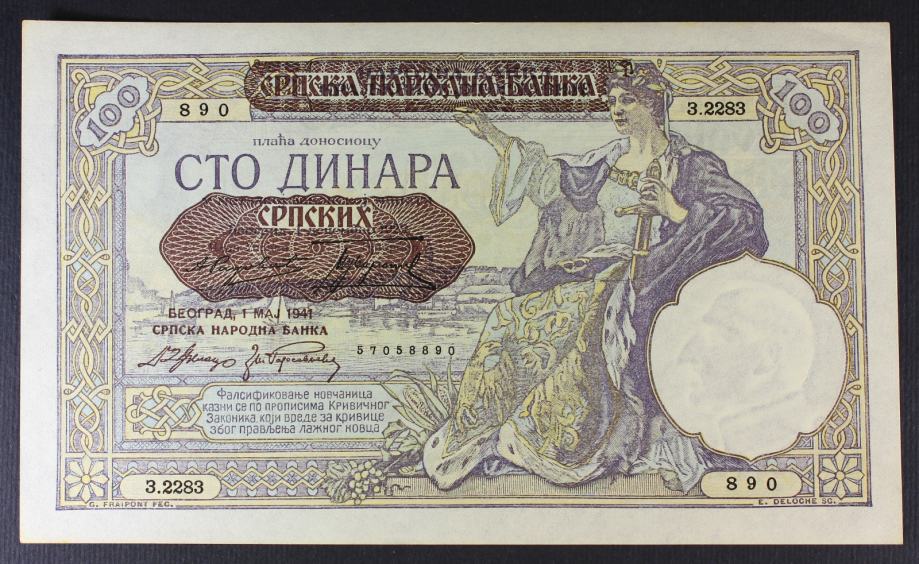 СРПСКА НАРОДНА БАНКА
100
890
3.2283
100
плаћа доносиоцу
СТО ДИНАРА
СРПСКИХ
БЕОГРАД, 1 МАЈ 1941
СРПСКА НАРОДНА БАНКА
57058890
Фалсификовање новчаница
казни се по прописима Кривичног
Законика, који вреде за кривице
због прављења лажног новца
3.2283
890
G. FRAIPONT FEC.
E. DELOCHE SC.